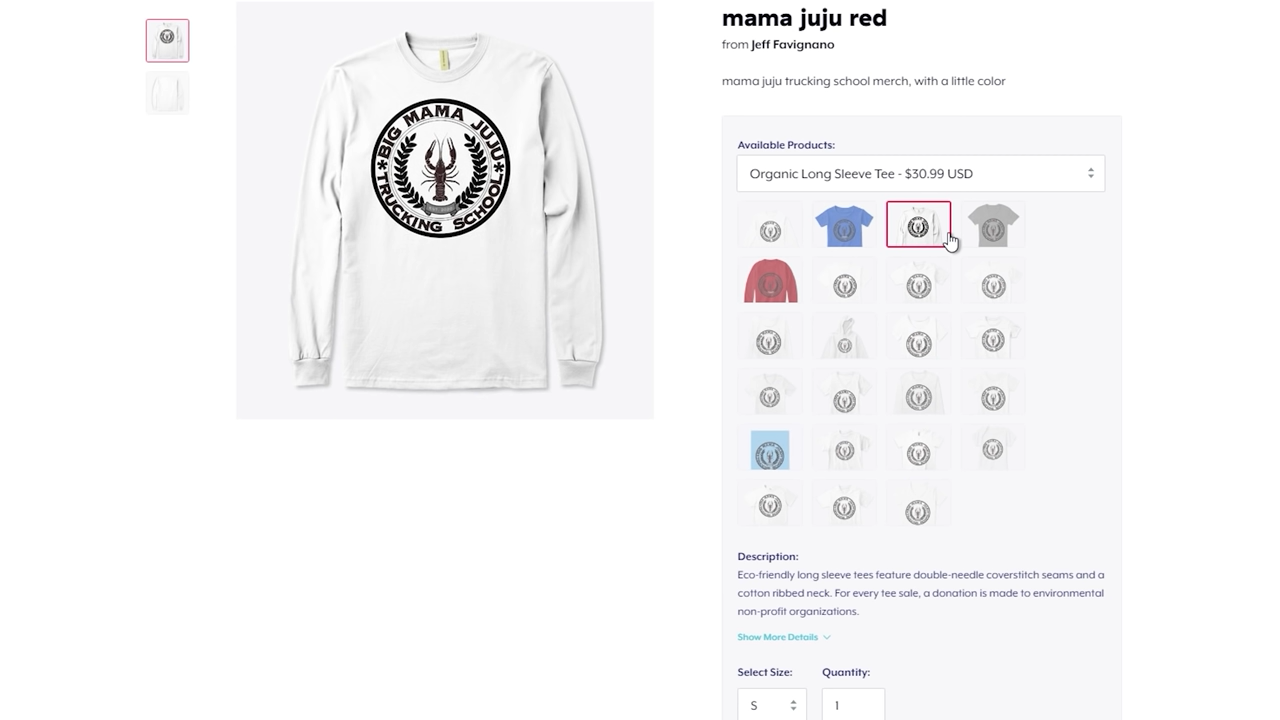 mama juju red
from Jeff Favignano
mama juju trucking school merch, with a little color
BIG MAMA JUJU
TRUCKING SCHOOL
Available Products:
Organic Long Sleeve Tee - $30.99 USD
Description:
Eco-friendly long sleeve tees feature double-needle coverstitch seams and a
cotton ribbed neck. For every tee sale, a donation is made to environmental
non-profit organizations.
Show More Details
Select Size: Quantity:
S 1